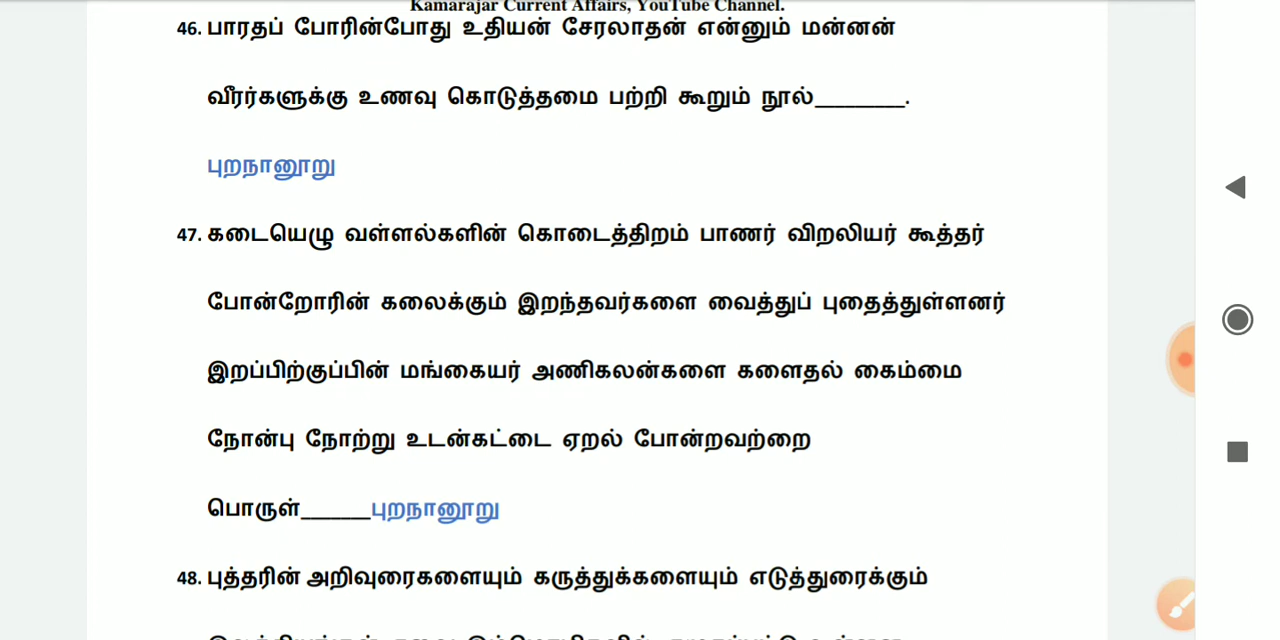 Kamarajar Current Affairs, YouTube Channel.
46. பாரதப் போரின்போது உதியன் சேரலாதன் என்னும் மன்னன்
வீரர்களுக்கு உணவு கொடுத்தமை பற்றி கூறும் நூல்_________.
புறநானூறு
47. கடையெழு வள்ளல்களின் கொடைத்திறம் பாணர் விறலியர் கூத்தர்
போன்றோரின் கலைக்கும் இறந்தவர்களை வைத்துப் புதைத்துள்ளனர்
இறப்பிற்குப்பின் மங்கையர் அணிகலன்களை களைதல் கைம்மை
நோன்பு நோற்று உடன்கட்டை ஏறல் போன்றவற்றை
பொருள்_______புறநானூறு
48. புத்தரின் அறிவுரைகளையும் கருத்துக்களையும் எடுத்துரைக்கும்